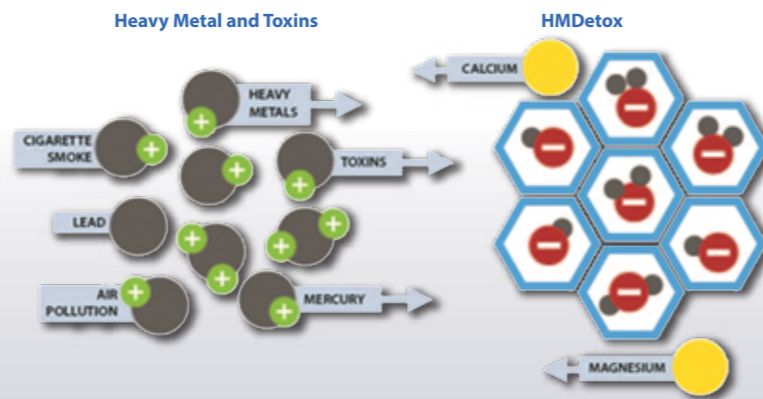 Heavy Metal and Toxins
HMDetox
HEAVY
METALS
CALCIUM
CIGARETTE
SMOKE
TOXINS
LEAD
AIR
POLLUTION
MERCURY
MAGNESIUM